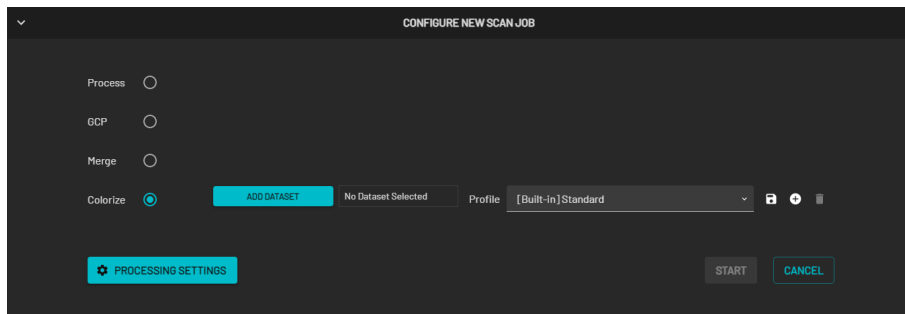 CONFIGURE NEW SCAN JOB
Process
GCP
Merge
Colorize ADD DATASET No Dataset Selected Profile [Built-in] Standard
PROCESSING SETTINGS START CANCEL